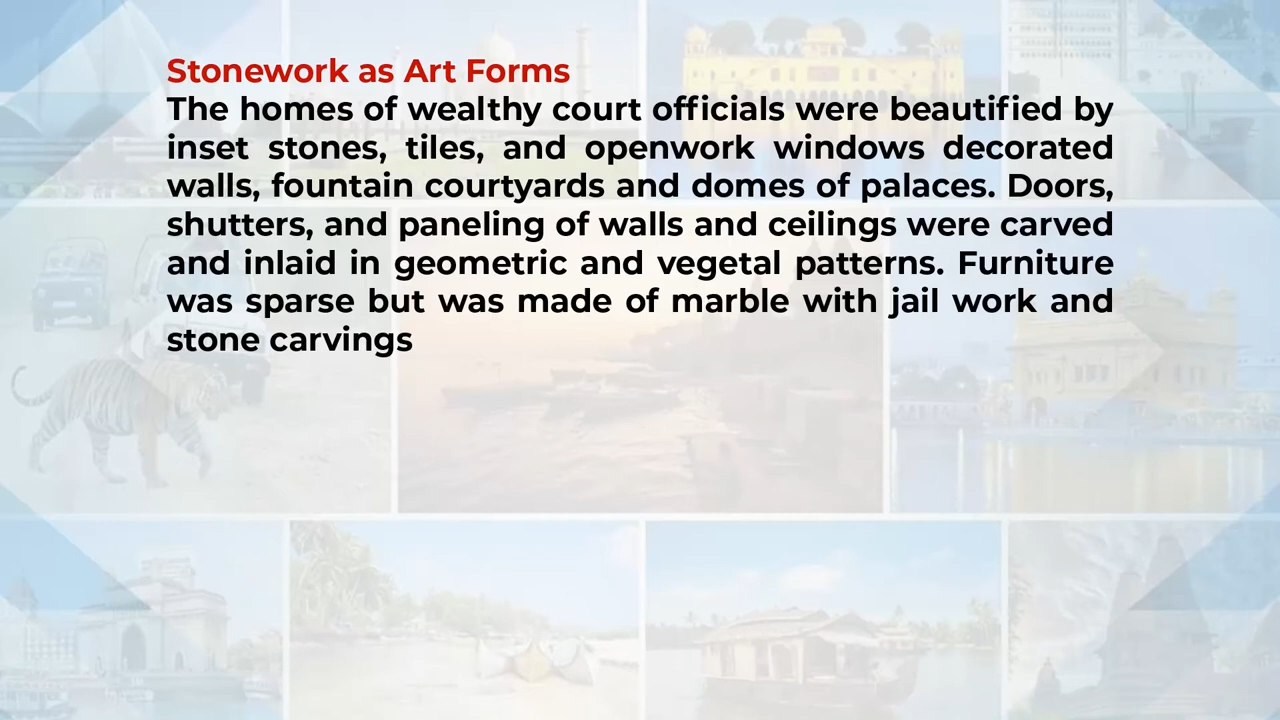 Stonework as Art Forms
The homes of wealthy court officials were beautified by
inset stones, tiles, and openwork windows decorated
walls, fountain courtyards and domes of palaces. Doors,
shutters, and paneling of walls and ceilings were carved
and inlaid in geometric and vegetal patterns. Furniture
was sparse but was made of marble with jail work and
stone carvings